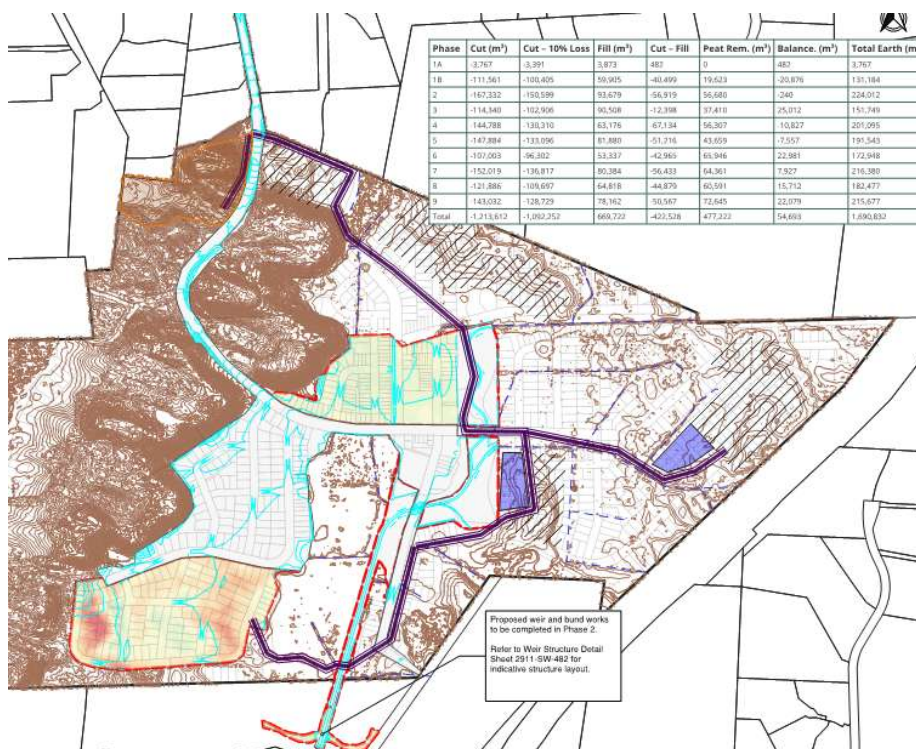 Phase Cut (m³) Cut – 10% Loss Fill (m³) Cut – Fill Peat Rem. (m³) Balance. (m³) Total Earth (m
1A -3,767 -3,391 3,873 482 0 482 3,767
1B -111,561 -100,405 59,905 -40,499 19,623 -20,876 131,184
2 -167,332 -150,599 93,679 -56,919 56,680 -240 224,012
3 -114,340 -102,906 90,508 -12,398 37,410 25,012 151,749
4 -144,788 -130,310 63,176 -67,134 56,307 -10,827 201,095
5 -147,884 -133,096 81,880 -51,216 43,659 -7,557 191,543
6 -107,003 -96,302 53,337 -42,965 65,946 22,981 172,948
7 -152,019 -136,817 80,384 -56,433 64,361 7,927 216,380
8 -121,886 -109,697 64,818 -44,879 60,591 15,712 182,477
9 -143,032 -128,729 78,162 -50,567 72,645 22,079 215,677
Total -1,213,612 -1,092,252 669,722 -422,528 477,222 54,693 1,690,832
Proposed weir and bund works
to be completed in Phase 2.
Refer to Weir Structure Detail
Sheet 2911-SW-482 for
indicative structure layout.